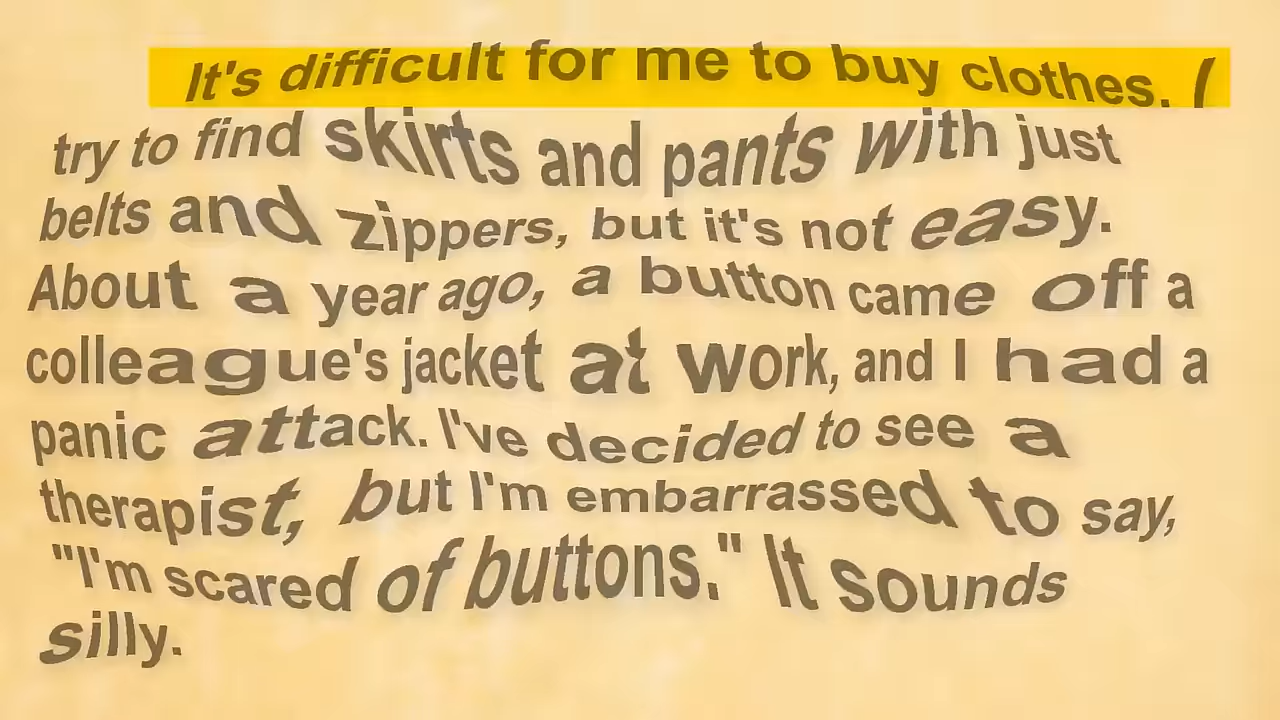 It's difficult for me to buy clothes. I
try to find skirts and pants with just
belts and zippers, but it's not easy.
About a year ago, a button came off a
colleague's jacket at work, and I had a
panic attack. I've decided to see a
therapist, but I'm embarrassed to say,
"I'm scared of buttons." It sounds
silly.